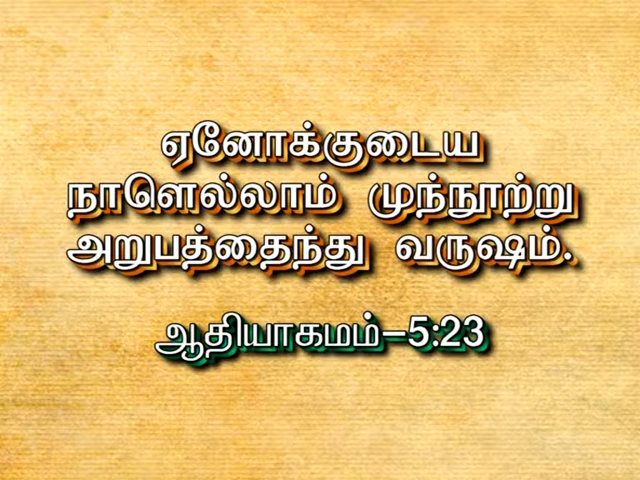 ஏனோக்குடைய
நாளெல்லாம் முந்நூற்று
அறுபத்தைந்து வருஷம்.
ஆதியாகமம்–5:23